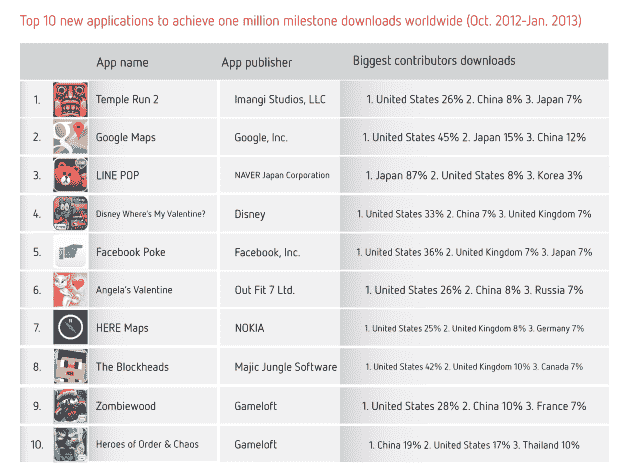 Top 10 new applications to achieve one million milestone downloads worldwide (Oct. 2012-Jan. 2013)
App name App publisher Biggest contributors downloads
1. Temple Run 2 Imangi Studios, LLC 1. United States 26% 2. China 8% 3. Japan 7%
2. Google Maps Google, Inc. 1. United States 45% 2. Japan 15% 3. China 12%
3. LINE POP NAVER Japan Corporation 1. Japan 87% 2. United States 8% 3. Korea 3%
4. Disney Where's My Valentine? Disney 1. United States 33% 2. China 7% 3. United Kingdom 7%
5. Facebook Poke Facebook, Inc. 1. United States 36% 2. United Kingdom 7% 3. Japan 7%
6. Angela's Valentine Out Fit 7 Ltd. 1. United States 26% 2. China 8% 3. Russia 7%
7. HERE Maps NOKIA 1. United States 25% 2. United Kingdom 8% 3. Germany 7%
8. The Blockheads Majic Jungle Software 1. United States 42% 2. United Kingdom 10% 3. Canada 7%
9. Zombiewood Gameloft 1. United States 28% 2. China 10% 3. France 7%
10. Heroes of Order & Chaos Gameloft 1. China 19% 2. United States 17% 3. Thailand 10%